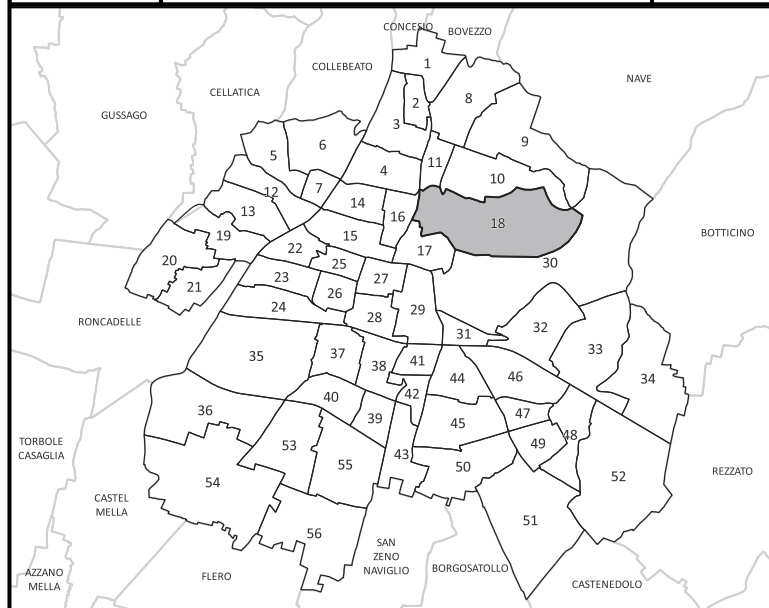 CONCESIO
BOVEZZO
1
COLLEBEATO
NAVE
CELLATICA
2
8
GUSSAGO
3
9
6
5
11
4
10
7
12
14
13
16
18
15
19
BOTTICINO
22
17
20
25
30
23
27
21
26
24
29
28
RONCADELLE
32
31
33
37
35
41
38
46
44
34
42
40
36
39
47
45
48
53
49
TORBOLE
CASAGLIA
43
55
50
REZZATO
52
54
CASTEL
MELLA
51
56
SAN
ZENO
NAVIGLIO
AZZANO
MELLA
FLERO
BORGOSATOLLO
CASTENEDOLO